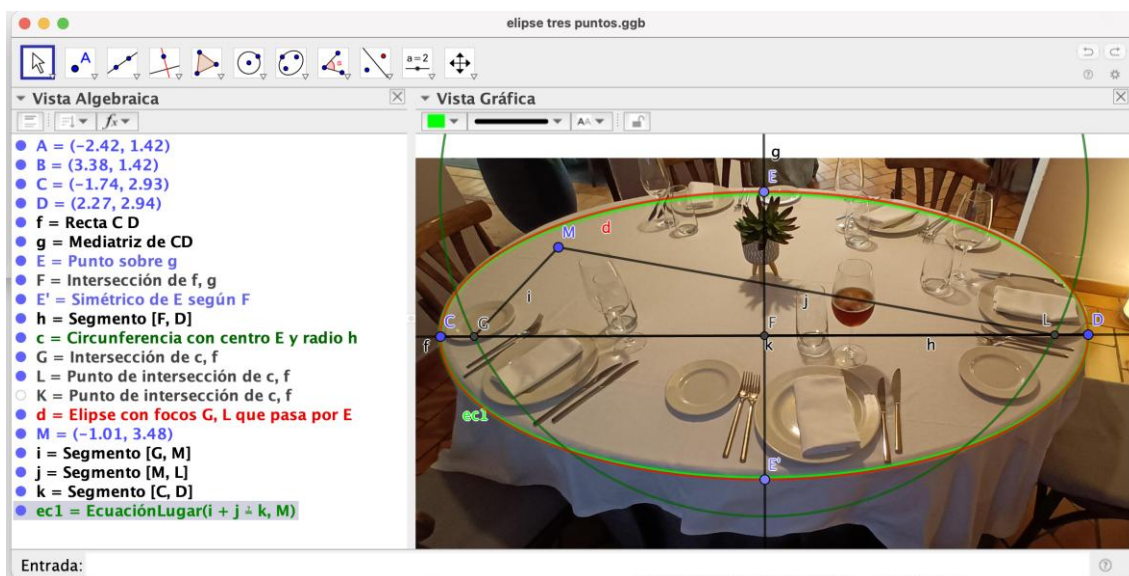 elipse tres puntos.ggb
A
a=2
Vista Algebraica
Vista Gráfica
fx
AA
A = (−2.42, 1.42)
B = (3.38, 1.42)
C = (−1.74, 2.93)
D = (2.27, 2.94)
f = Recta C D
g = Mediatriz de CD
E = Punto sobre g
F = Intersección de f, g
E' = Simétrico de E según F
h = Segmento [F, D]
c = Circunferencia con centro E y radio h
G = Intersección de c, f
L = Punto de intersección de c, f
K = Punto de intersección de c, f
d = Elipse con focos G, L que pasa por E
M = (−1.01, 3.48)
i = Segmento [G, M]
j = Segmento [M, L]
k = Segmento [C, D]
ec1 = EcuaciónLugar(i + j ≟ k, M)
g
E
d
M
i
j
C
G
F
L
D
f
k
h
ec1
E'
Entrada: